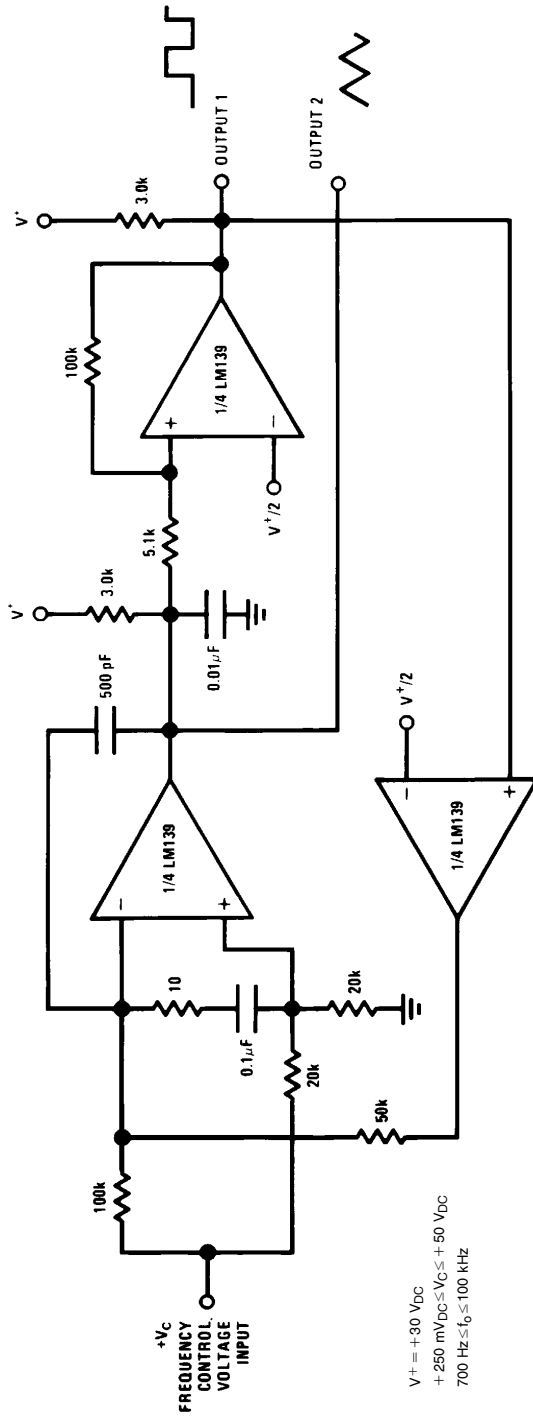 V+
3.0k
100k
OUTPUT 1
+
1/4 LM139
−
V+/2
5.1k
V+
3.0k
0.01μF
500 pF
OUTPUT 2
−
1/4 LM139
+
10
0.1μF
20k
20k
100k
50k
−
V+/2
1/4 LM139
+
+VC
FREQUENCY
CONTROL.
VOLTAGE
INPUT
V+ = +30 VDC
+250 mVDC ≤ VC ≤ +50 VDC
700 Hz ≤ fo ≤ 100 kHz